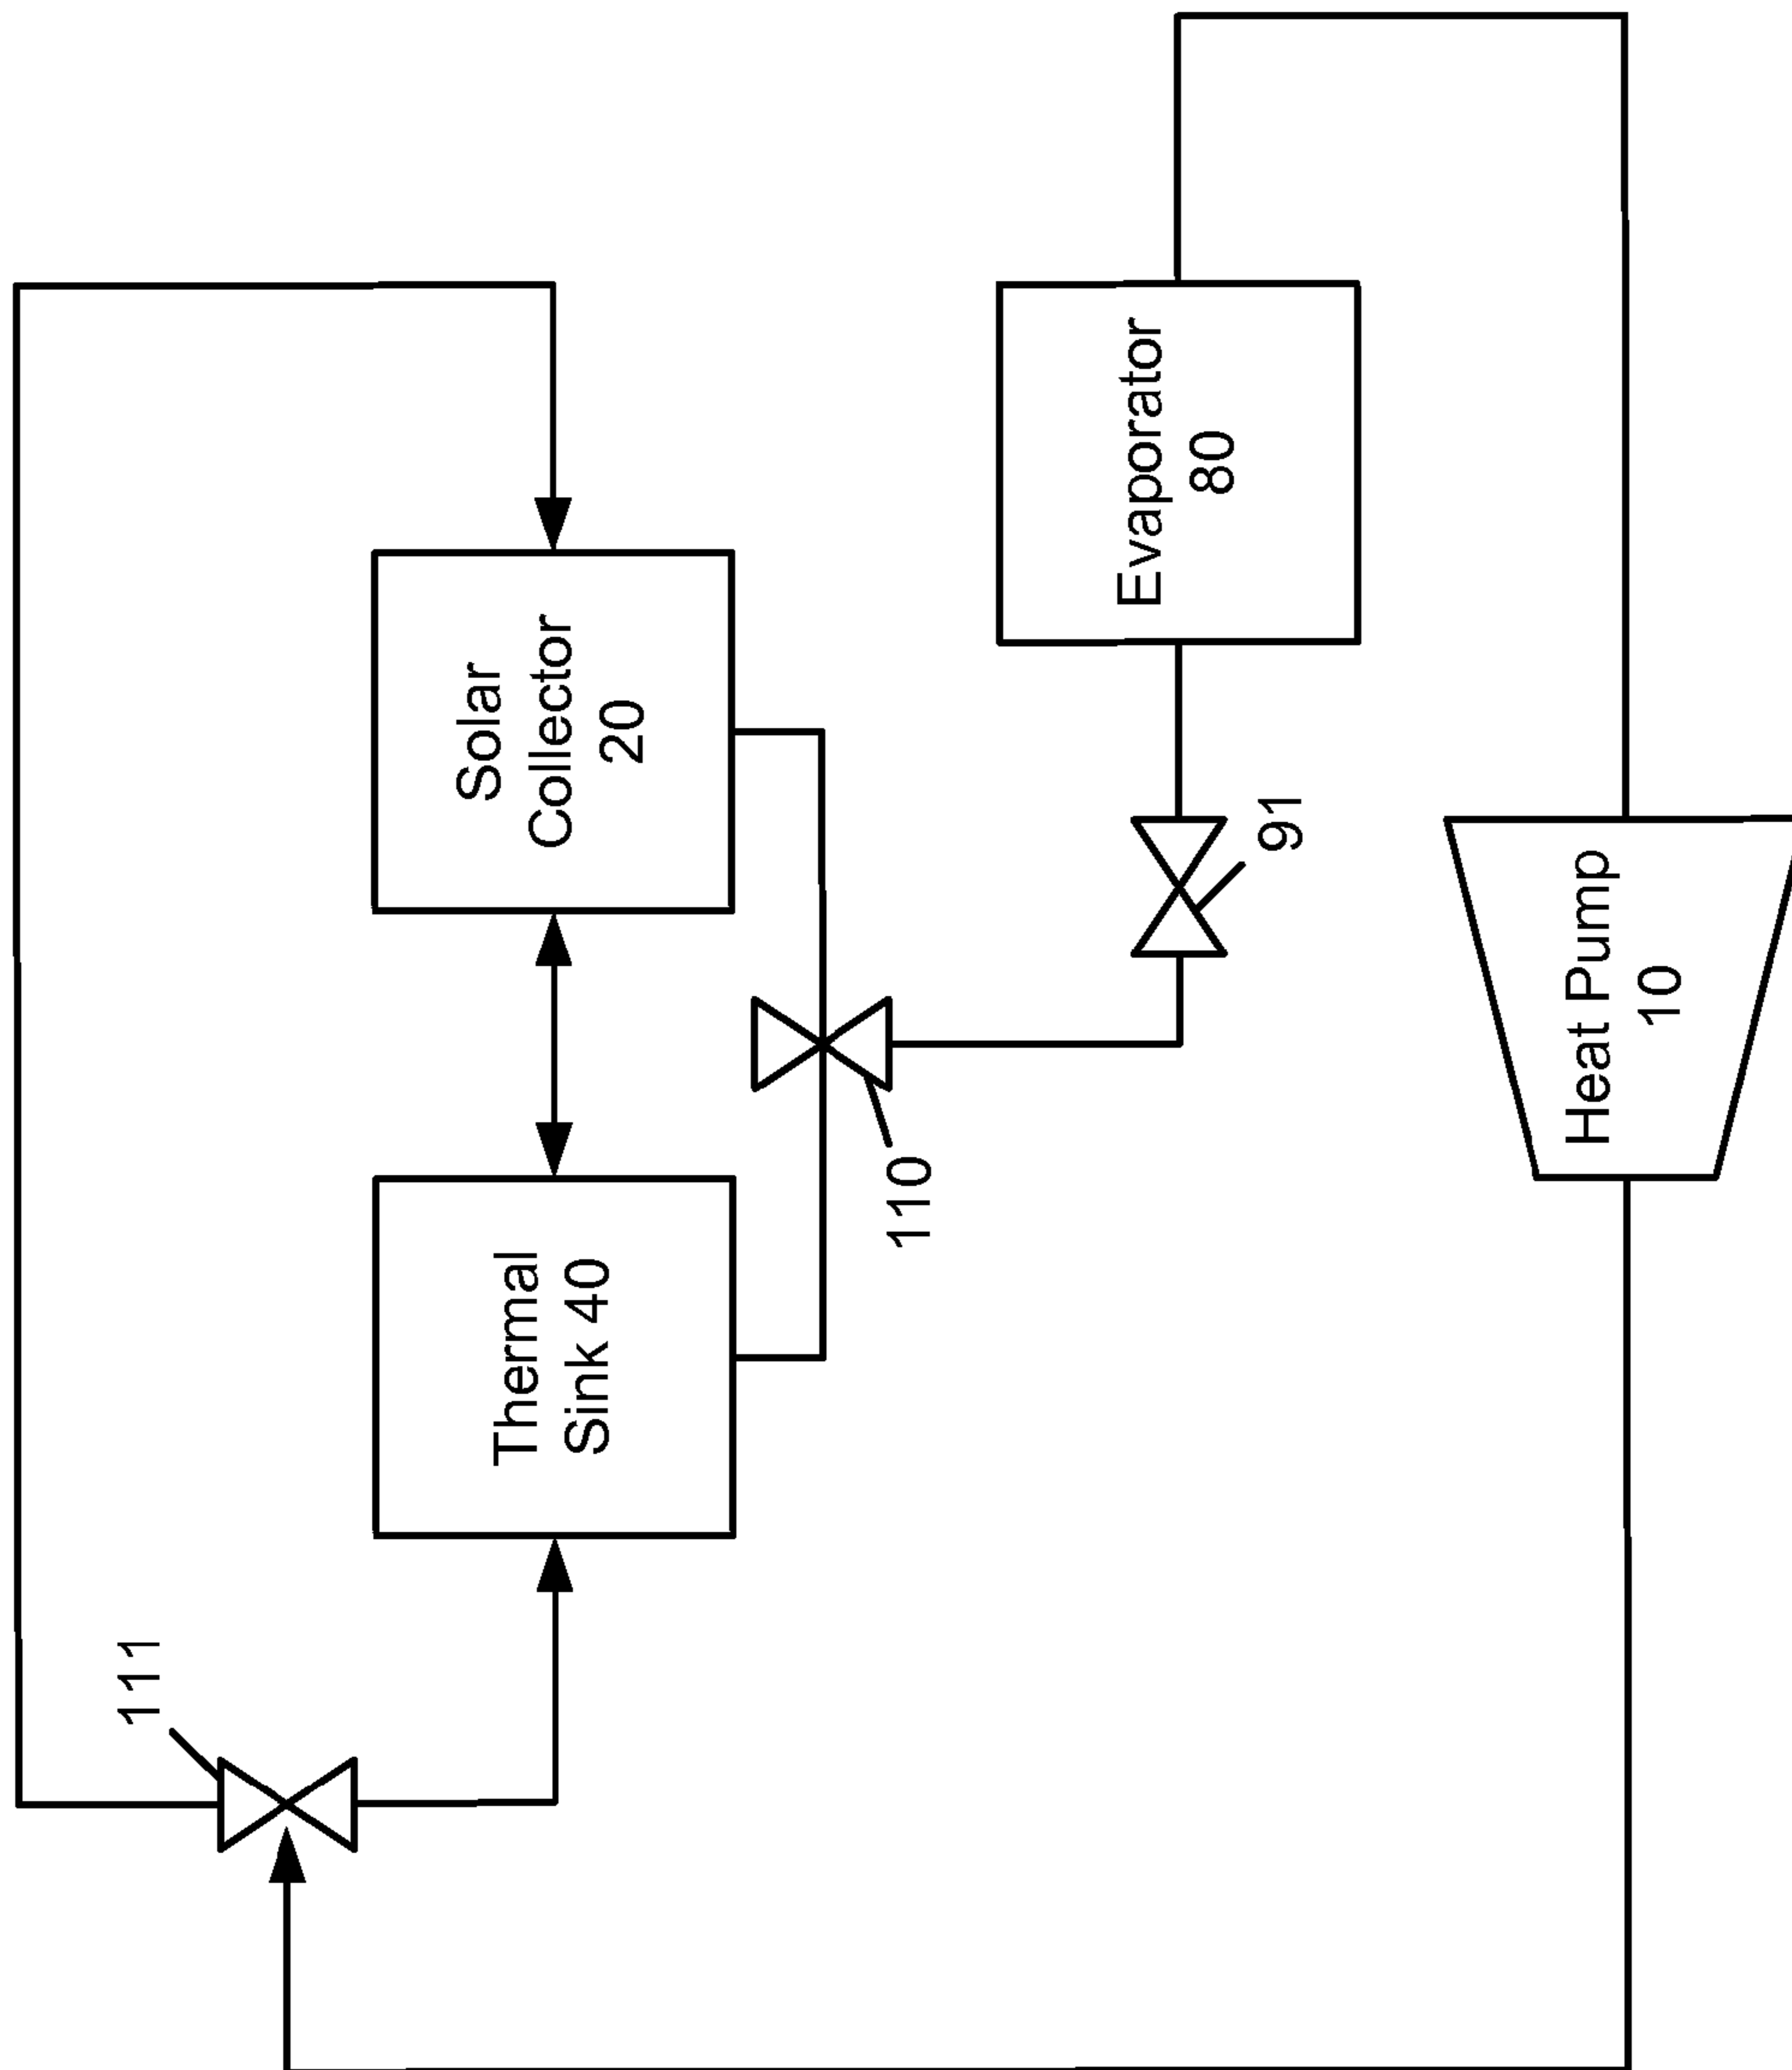 111
Thermal
Sink 40
Solar
Collector
20
110
91
Evaporator
80
Heat Pump
10